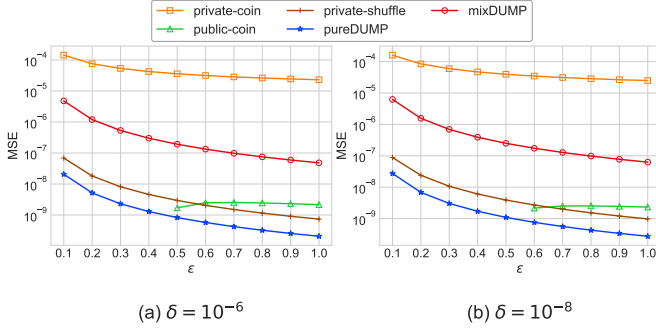 private-coin private-shuffle mixDUMP
public-coin pureDUMP
MSE
10⁻⁴
10⁻⁵
10⁻⁶
10⁻⁷
10⁻⁸
10⁻⁹
0.1 0.2 0.3 0.4 0.5 0.6 0.7 0.8 0.9 1.0
ε
(a) δ = 10⁻⁶
MSE
10⁻⁴
10⁻⁵
10⁻⁶
10⁻⁷
10⁻⁸
10⁻⁹
0.1 0.2 0.3 0.4 0.5 0.6 0.7 0.8 0.9 1.0
ε
(b) δ = 10⁻⁸